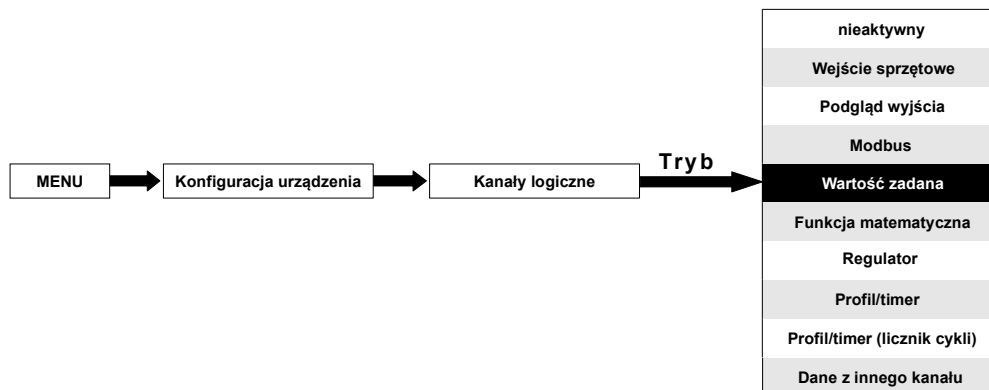 MENU
Konfiguracja urządzenia
Kanały logiczne
Tryb
nieaktywny
Wejście sprzętowe
Podgląd wyjścia
Modbus
Wartość zadana
Funkcja matematyczna
Regulator
Profil/timer
Profil/timer (licznik cykli)
Dane z innego kanału